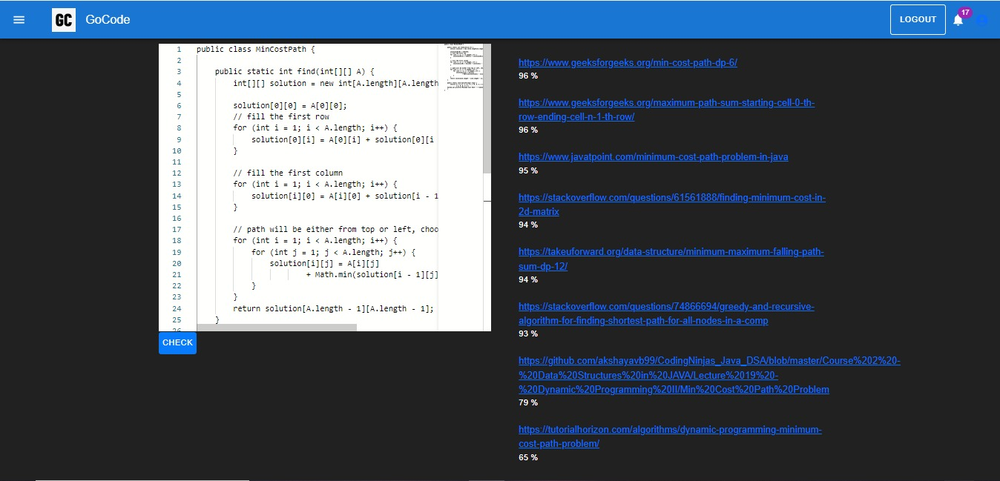 GC GoCode LOGOUT 17
1 public class MinCostPath {
2
3 public static int find(int[][] A) {
4 int[][] solution = new int[A.length][A.length
5
6 solution[0][0] = A[0][0];
7 // fill the first row
8 for (int i = 1; i < A.length; i++) {
9 solution[0][i] = A[0][i] + solution[0][i
10 }
11
12 // fill the first column
13 for (int i = 1; i < A.length; i++) {
14 solution[i][0] = A[i][0] + solution[i - 1
15 }
16
17 // path will be either from top or left, choo
18 for (int i = 1; i < A.length; i++) {
19 for (int j = 1; j < A.length; j++) {
20 solution[i][j] = A[i][j]
21 + Math.min(solution[i - 1][j]
22 }
23 }
24 return solution[A.length - 1][A.length - 1];
25 }
26
CHECK
https://www.geeksforgeeks.org/min-cost-path-dp-6/
96 %
https://www.geeksforgeeks.org/maximum-path-sum-starting-cell-0-th-
row-ending-cell-n-1-th-row/
96 %
https://www.javatpoint.com/minimum-cost-path-problem-in-java
95 %
https://stackoverflow.com/questions/61561888/finding-minimum-cost-in-
2d-matrix
94 %
https://takeuforward.org/data-structure/minimum-maximum-falling-path-
sum-dp-12/
94 %
https://stackoverflow.com/questions/74866694/greedy-and-recursive-
algorithm-for-finding-shortest-path-for-all-nodes-in-a-comp
93 %
https://github.com/akshayavb99/CodingNinjas_Java_DSA/blob/master/Course%202%20-
%20Data%20Structures%20in%20JAVA/Lecture%2019%20-
%20Dynamic%20Programming%20II/Min%20Cost%20Path%20Problem
79 %
https://tutorialhorizon.com/algorithms/dynamic-programming-minimum-
cost-path-problem/
65 %